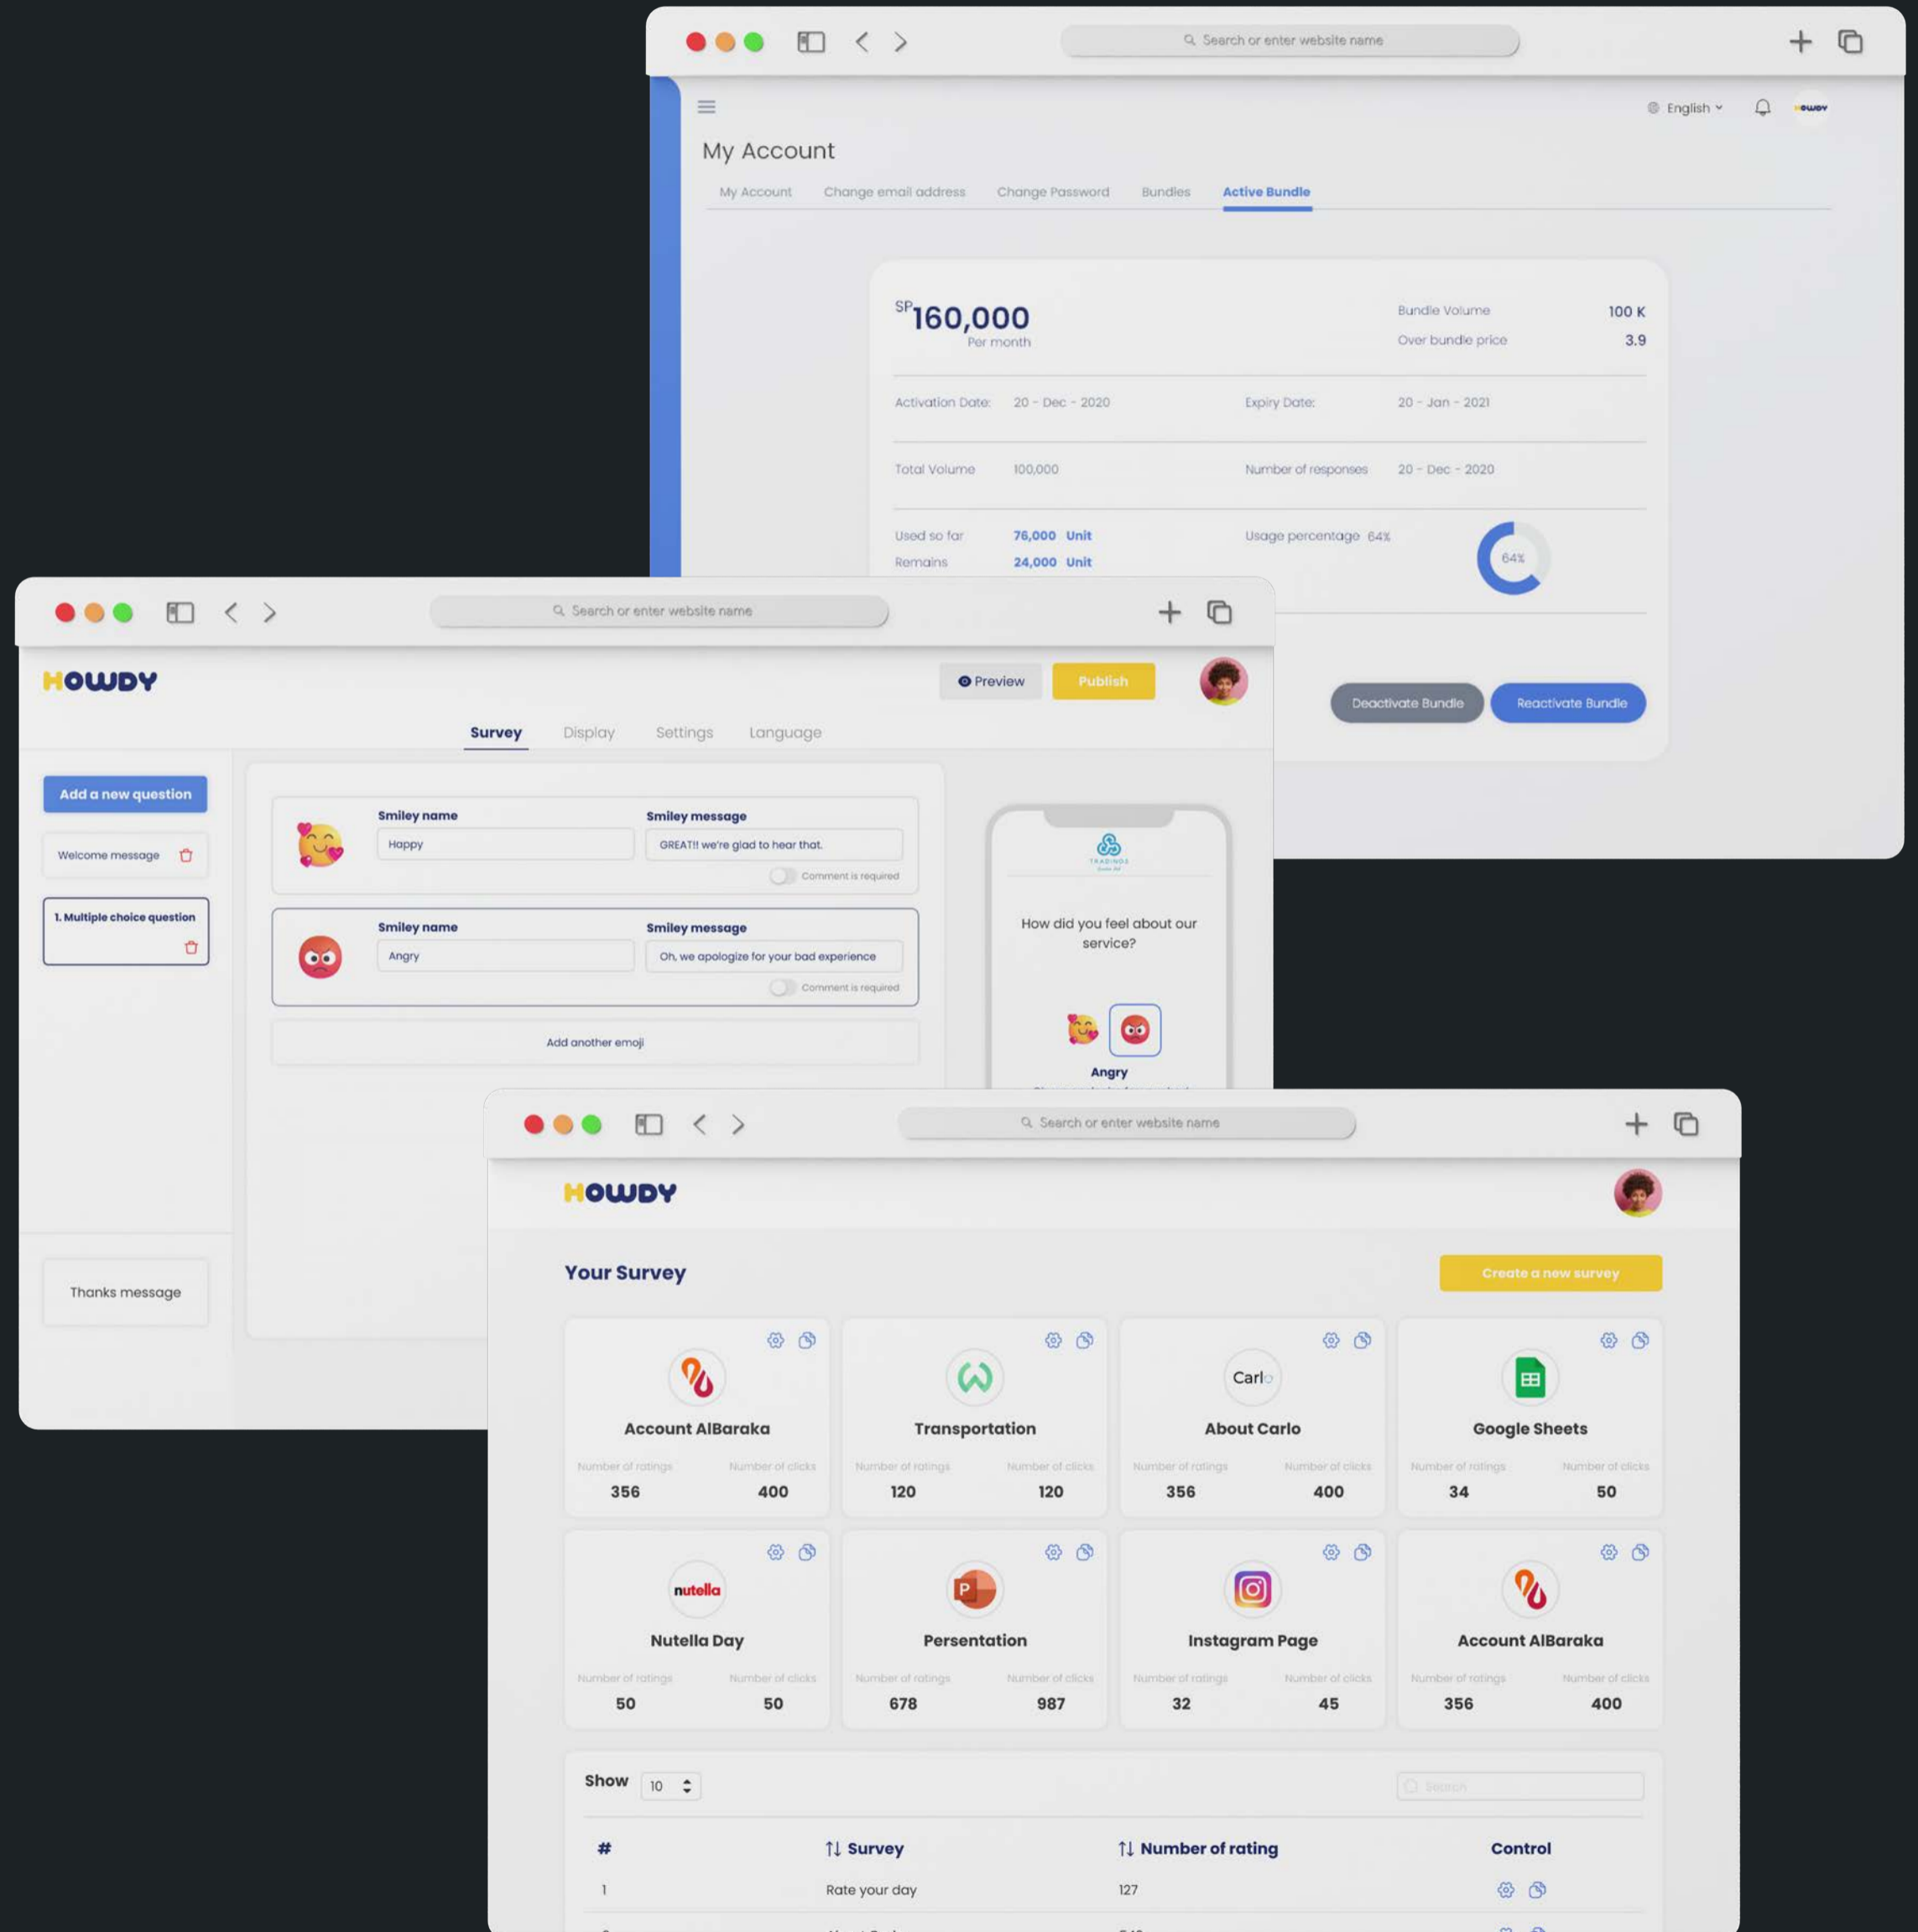 Search or enter website name
English
HOWDY
My Account
My Account Change email address Change Password Bundles Active Bundle
SP160,000
Per month
Bundle Volume 100 K
Over bundle price 3.9
Activation Date: 20 - Dec - 2020 Expiry Date: 20 - Jan - 2021
Total Volume 100,000 Number of responses 20 - Dec - 2020
Used so far 76,000 Unit Usage percentage 64%
64%
Remains 24,000 Unit
Deactivate Bundle Reactivate Bundle
Search or enter website name
HOWDY
Preview Publish
Survey Display Settings Language
Add a new question
Welcome message
1. Multiple choice question
Thanks message
Smiley name Smiley message
Happy GREAT!! we're glad to hear that.
Comment is required
Smiley name Smiley message
Angry Oh, we apologize for your bad experience
Comment is required
Add another emoji
TRADINOS
How did you feel about our
service?
Angry
Search or enter website name
HOWDY
Your Survey Create a new survey
Carlo
Account AlBaraka Transportation About Carlo Google Sheets
Number of ratings Number of clicks Number of ratings Number of clicks Number of ratings Number of clicks Number of ratings Number of clicks
356 400 120 120 356 400 34 50
nutella P
Nutella Day Persentation Instagram Page Account AlBaraka
Number of ratings Number of clicks Number of ratings Number of clicks Number of ratings Number of clicks Number of ratings Number of clicks
50 50 678 987 32 45 356 400
Show 10 Search
# Survey Number of rating Control
1 Rate your day 127